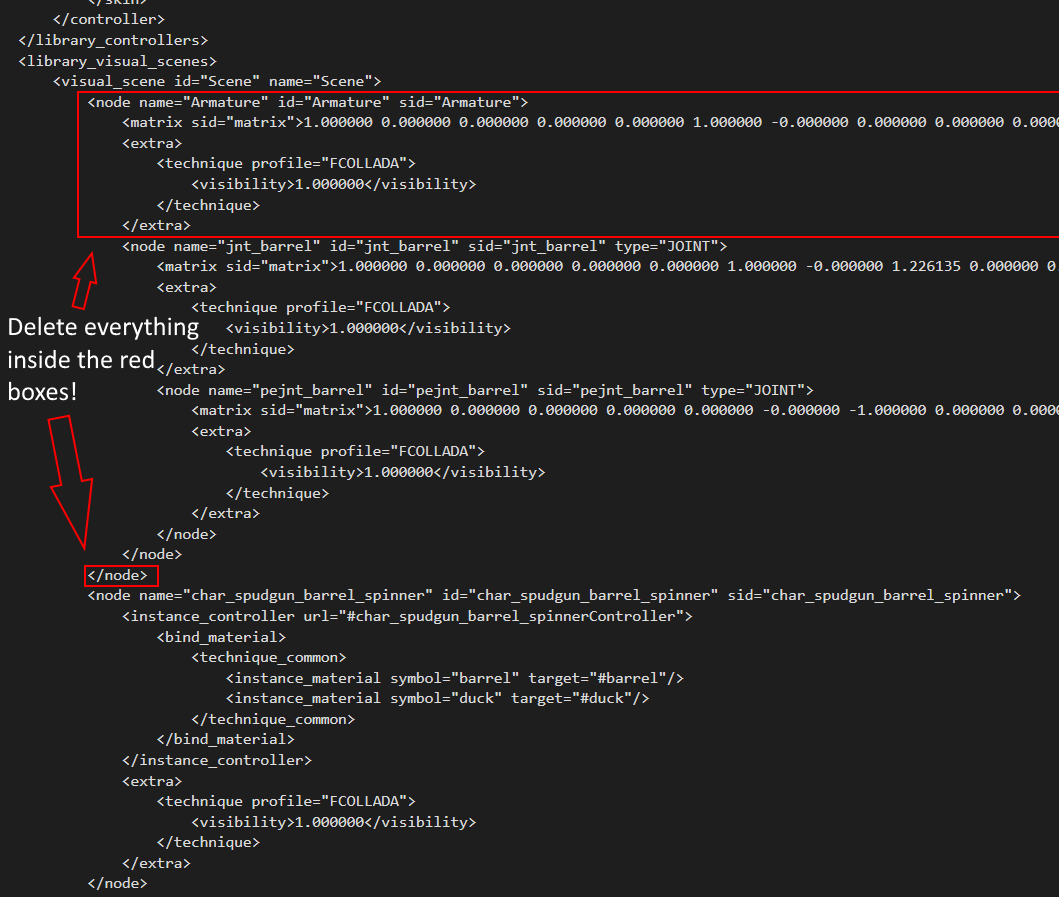 </skin>
</controller>
</library_controllers>
<library_visual_scenes>
<visual_scene id="Scene" name="Scene">
<node name="Armature" id="Armature" sid="Armature">
<matrix sid="matrix">1.000000 0.000000 0.000000 0.000000 0.000000 1.000000 -0.000000 0.000000 0.000000 0.0000
<extra>
<technique profile="FCOLLADA">
<visibility>1.000000</visibility>
</technique>
</extra>
<node name="jnt_barrel" id="jnt_barrel" sid="jnt_barrel" type="JOINT">
<matrix sid="matrix">1.000000 0.000000 0.000000 0.000000 0.000000 1.000000 -0.000000 1.226135 0.000000 0.
<extra>
<technique profile="FCOLLADA">
Delete everything
inside the red
boxes!
<visibility>1.000000</visibility>
</technique>
</extra>
<node name="pejnt_barrel" id="pejnt_barrel" sid="pejnt_barrel" type="JOINT">
<matrix sid="matrix">1.000000 0.000000 0.000000 0.000000 0.000000 -0.000000 -1.000000 0.000000 0.0000
<extra>
<technique profile="FCOLLADA">
<visibility>1.000000</visibility>
</technique>
</extra>
</node>
</node>
</node>
<node name="char_spudgun_barrel_spinner" id="char_spudgun_barrel_spinner" sid="char_spudgun_barrel_spinner">
<instance_controller url="#char_spudgun_barrel_spinnerController">
<bind_material>
<technique_common>
<instance_material symbol="barrel" target="#barrel"/>
<instance_material symbol="duck" target="#duck"/>
</technique_common>
</bind_material>
</instance_controller>
<extra>
<technique profile="FCOLLADA">
<visibility>1.000000</visibility>
</technique>
</extra>
</node>